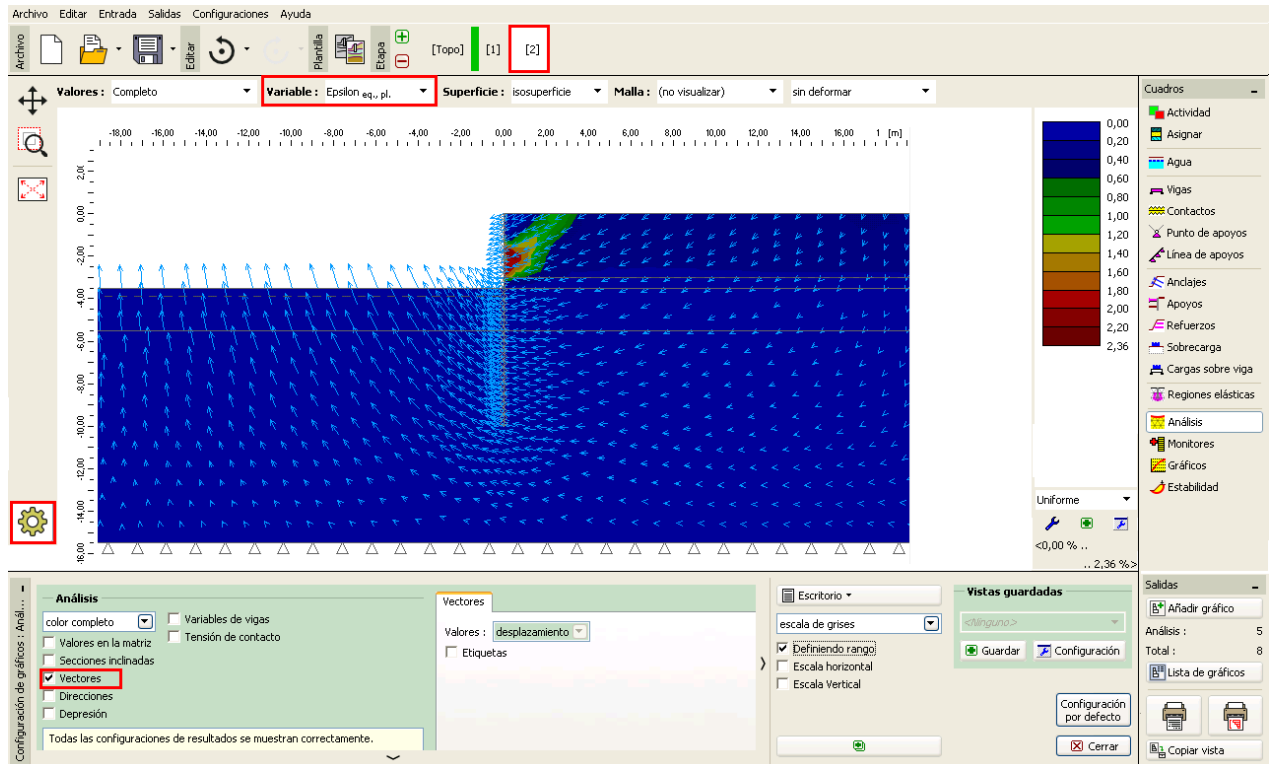 Archivo Editar Entrada Salidas Configuraciones Ayuda
Archivo
Editar
Plantilla
Etapa
[Topo] [1] [2]
Valores : Completo Variable : Epsilon eq., pl. Superficie : isosuperficie Malla : (no visualizar) sin deformar
-18,00 -16,00 -14,00 -12,00 -10,00 -8,00 -6,00 -4,00 -2,00 0,00 2,00 4,00 6,00 8,00 10,00 12,00 14,00 16,00 1 [m]
2,00
0,00
-2,00
-4,00
-6,00
-8,00
-10,00
-12,00
-14,00
-16,00
0,00
0,20
0,40
0,60
0,80
1,00
1,20
1,40
1,60
1,80
2,00
2,20
2,36
Uniforme
<0,00 % ..
.. 2,36 %>
Cuadros
Actividad
Asignar
Agua
Vigas
Contactos
Punto de apoyos
Línea de apoyos
Anclajes
Apoyos
Refuerzos
Sobrecarga
Cargas sobre viga
Regiones elásticas
Análisis
Monitores
Gráficos
Estabilidad
Configuración de gráficos : Anál...
Análisis
color completo
Variables de vigas
Valores en la matriz
Tensión de contacto
Secciones inclinadas
Vectores
Direcciones
Depresión
Todas las configuraciones de resultados se muestran correctamente.
Vectores
Valores : desplazamiento
Etiquetas
Escritorio
escala de grises
Definiendo rango
Escala horizontal
Escala Vertical
Vistas guardadas
<Ninguno>
Guardar Configuración
Configuración
por defecto
Cerrar
Salidas
Añadir gráfico
Análisis : 5
Total : 8
Lista de gráficos
Copiar vista